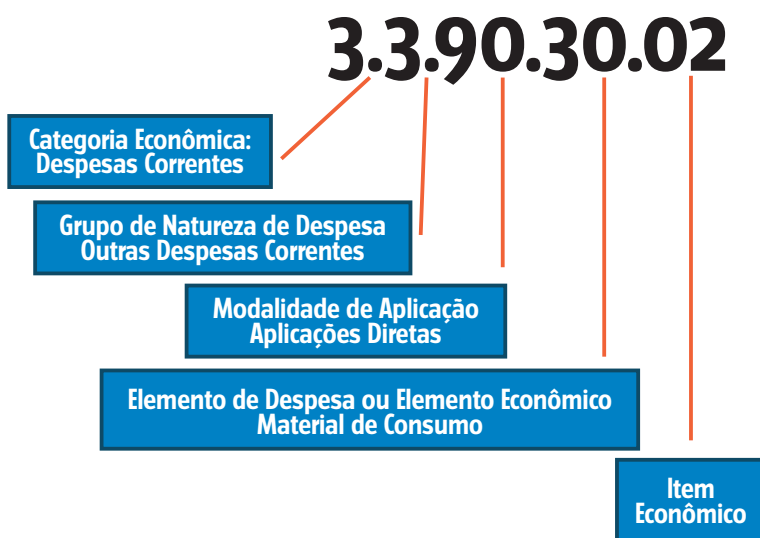 3.3.90.30.02
Categoria Econômica:
Despesas Correntes
Grupo de Natureza de Despesa
Outras Despesas Correntes
Modalidade de Aplicação
Aplicações Diretas
Elemento de Despesa ou Elemento Econômico
Material de Consumo
Item
Econômico